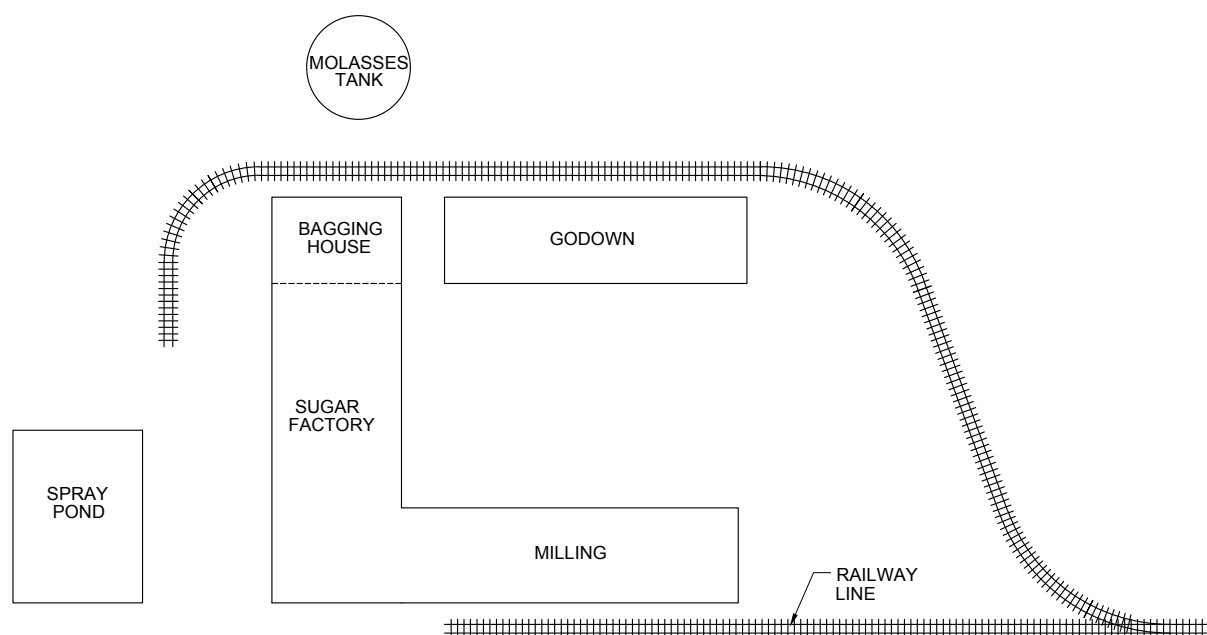 MOLASSES
TANK
BAGGING
HOUSE
GODOWN
SUGAR
FACTORY
SPRAY
POND
MILLING
RAILWAY
LINE